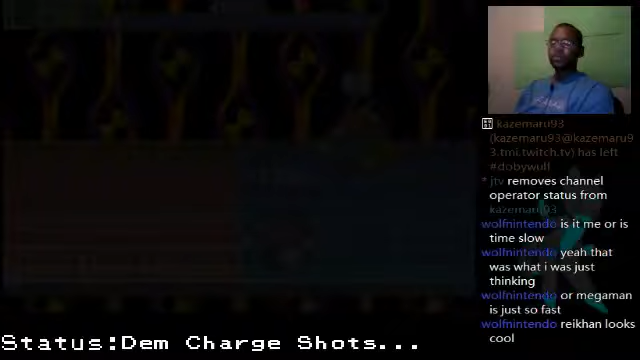 kazemaru93
(kazemaru93@kazemaru9
3.tmi.twitch.tv) has left
#dobywull
* jtv removes channel
operator status from
kazemaru93
wolfnintendo is it me or is
time slow
wolfnintendo yeah that
was what i was just
thinking
wolfnintendo or megaman
is just so fast
wolfnintendo reikhan looks
cool
Status:Dem Charge Shots...